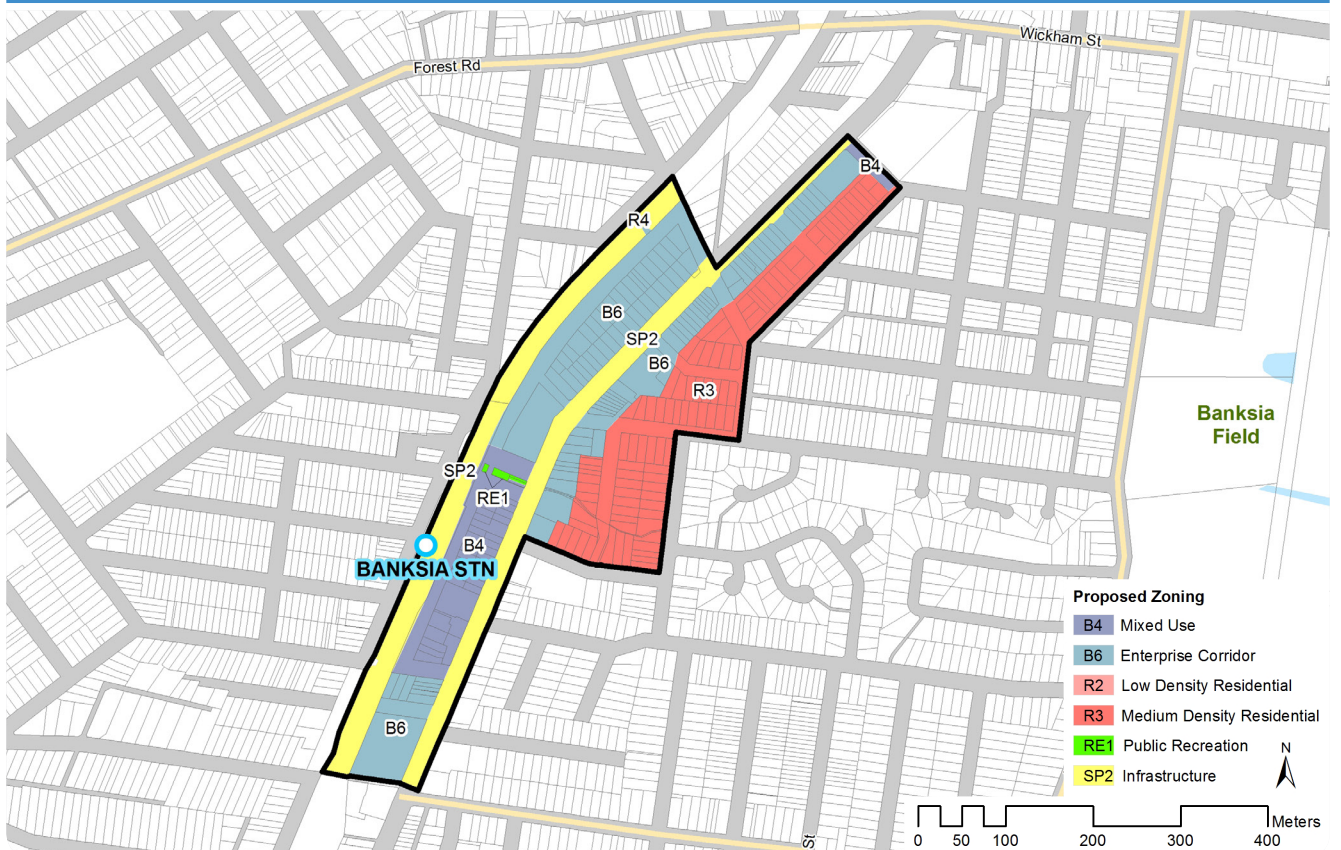 Wickham St
Forest Rd
B4
R4
B6
SP2
B6
R3
Banksia
Field
SP2
RE1
B4
BANKSIA STN
B6
Proposed Zoning
B4 Mixed Use
B6 Enterprise Corridor
R2 Low Density Residential
R3 Medium Density Residential
RE1 Public Recreation
SP2 Infrastructure
N
Meters
0 50 100 200 300 400
St